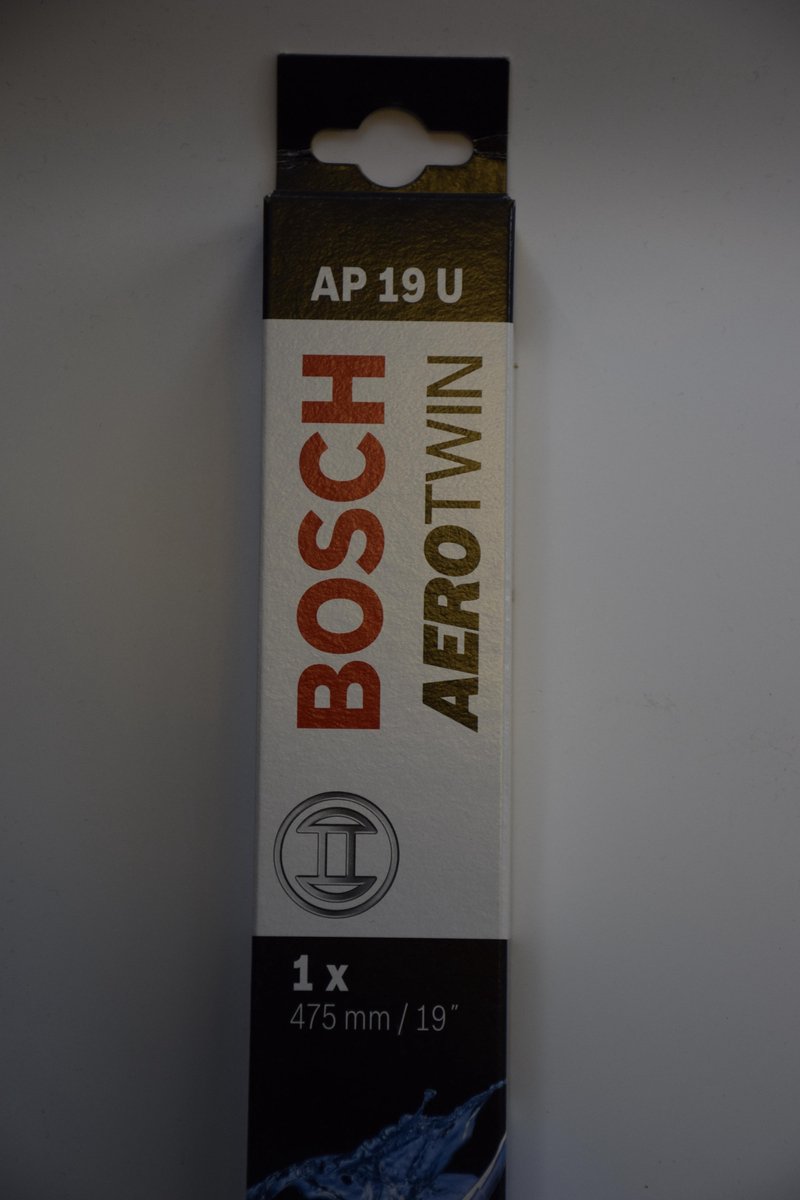 AP 19 U
BOSCH
AEROTWIN
1 x
475 mm / 19"